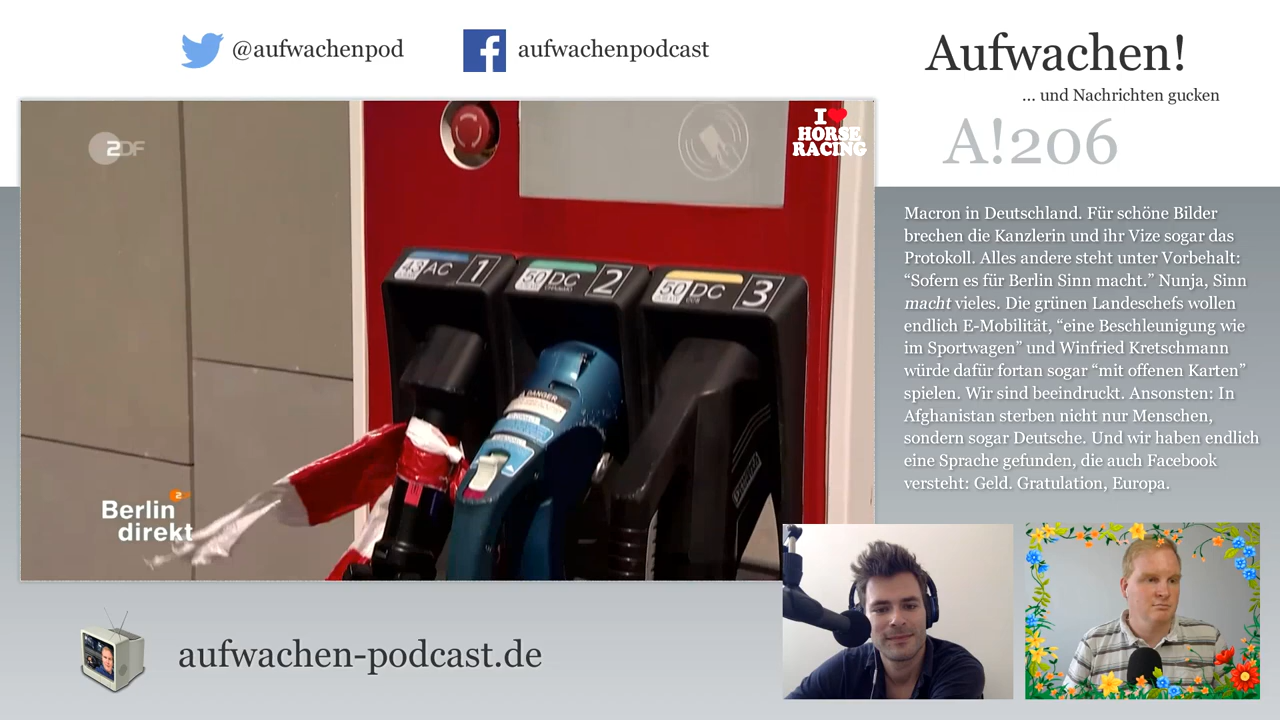 @aufwachenpod
aufwachenpodcast
Aufwachen!
... und Nachrichten gucken
A!206
ZDF
I
HORSE
RACING
AC 1
50 DC 2
50 DC 3
DANGER
Berlin
direkt
Macron in Deutschland. Für schöne Bilder
brechen die Kanzlerin und ihr Vize sogar das
Protokoll. Alles andere steht unter Vorbehalt:
“Sofern es für Berlin Sinn macht.” Nunja, Sinn
macht vieles. Die grünen Landeschefs wollen
endlich E-Mobilität, “eine Beschleunigung wie
im Sportwagen” und Winfried Kretschmann
würde dafür fortan sogar “mit offenen Karten”
spielen. Wir sind beeindruckt. Ansonsten: In
Afghanistan sterben nicht nur Menschen,
sondern sogar Deutsche. Und wir haben endlich
eine Sprache gefunden, die auch Facebook
versteht: Geld. Gratulation, Europa.
aufwachen-podcast.de